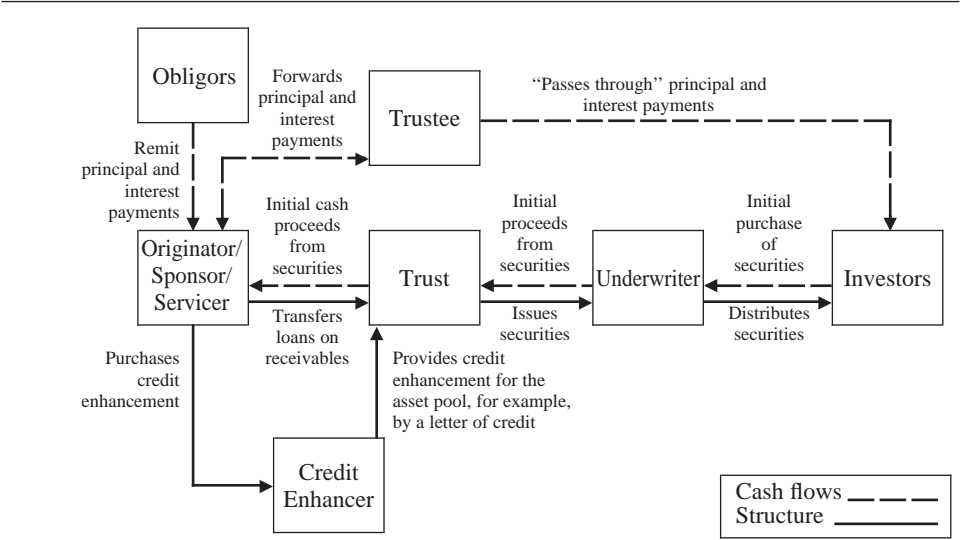 Obligors
Forwards
principal and
interest
payments
Trustee
“Passes through” principal and
interest payments
Remit
principal and
interest
payments
Originator/
Sponsor/
Servicer
Initial cash
proceeds
from
securities
Transfers
loans on
receivables
Trust
Initial
proceeds
from
securities
Issues
securities
Underwriter
Initial
purchase
of
securities
Distributes
securities
Investors
Purchases
credit
enhancement
Provides credit
enhancement for the
asset pool, for example,
by a letter of credit
Credit
Enhancer
Cash flows
Structure